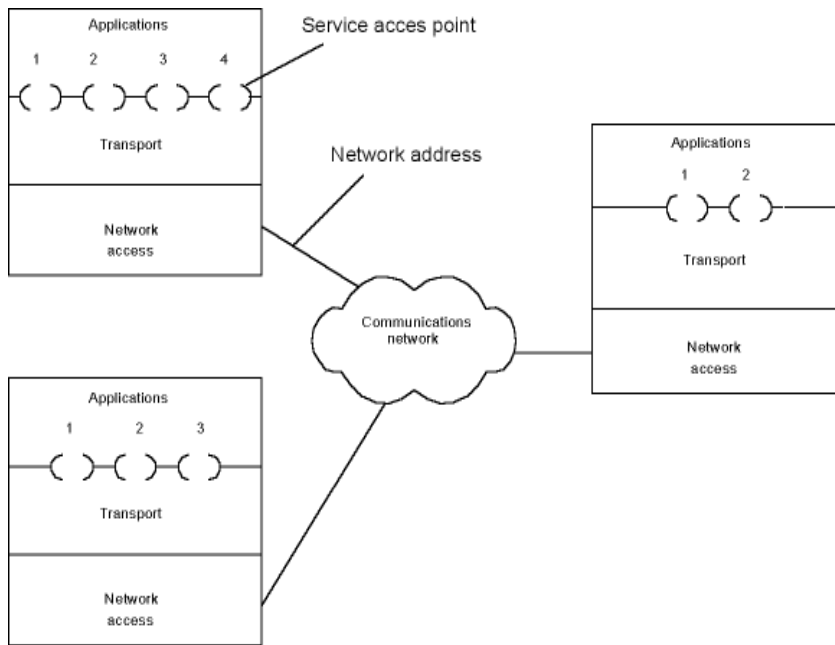 Applications
1 2 3 4
Transport
Network
access
Service acces point
Network address
Communications
network
Applications
1 2
Transport
Network
access
Applications
1 2 3
Transport
Network
access